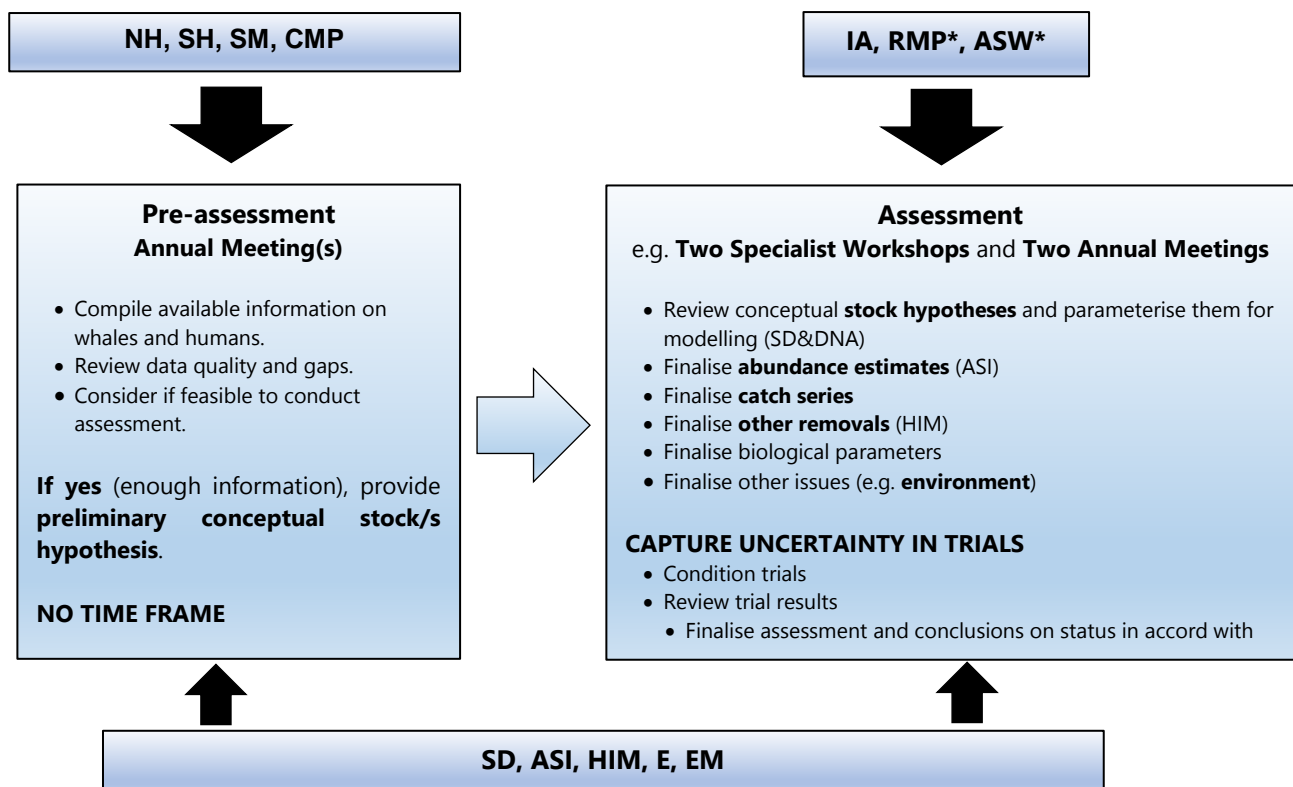 NH, SH, SM, CMP
IA, RMP*, ASW*
Pre-assessment
Annual Meeting(s)
• Compile available information on
whales and humans.
• Review data quality and gaps.
• Consider if feasible to conduct
assessment.
If yes (enough information), provide
preliminary conceptual stock/s
hypothesis.
NO TIME FRAME
Assessment
e.g. Two Specialist Workshops and Two Annual Meetings
• Review conceptual stock hypotheses and parameterise them for
modelling (SD&DNA)
• Finalise abundance estimates (ASI)
• Finalise catch series
• Finalise other removals (HIM)
• Finalise biological parameters
• Finalise other issues (e.g. environment)
CAPTURE UNCERTAINTY IN TRIALS
• Condition trials
• Review trial results
• Finalise assessment and conclusions on status in accord with
SD, ASI, HIM, E, EM